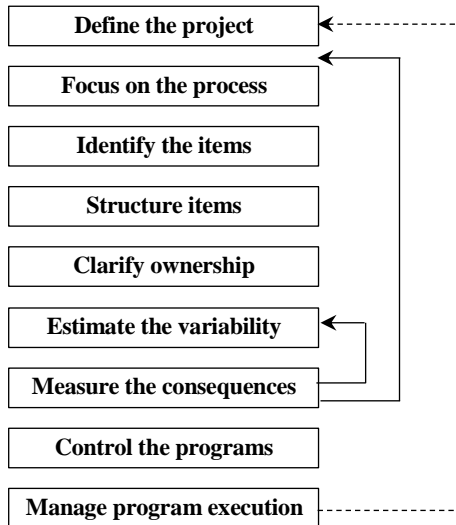 Define the project
Focus on the process
Identify the items
Structure items
Clarify ownership
Estimate the variability
Measure the consequences
Control the programs
Manage program execution